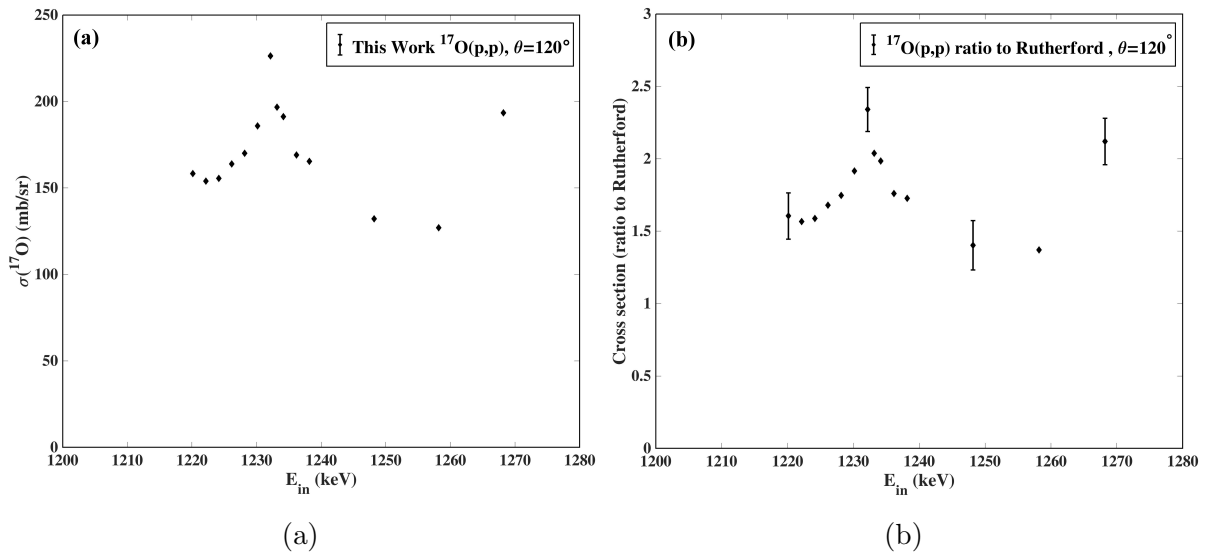 (a)
This Work ¹⁷O(p,p), θ=120°
250
200
150
100
50
0
σ(¹⁷O) (mb/sr)
1200 1210 1220 1230 1240 1250 1260 1270 1280
E_in (keV)
(a)
(b)
¹⁷O(p,p) ratio to Rutherford , θ=120°
3
2.5
2
1.5
1
0.5
0
Cross section (ratio to Rutherford)
1200 1210 1220 1230 1240 1250 1260 1270 1280
E_in (keV)
(b)